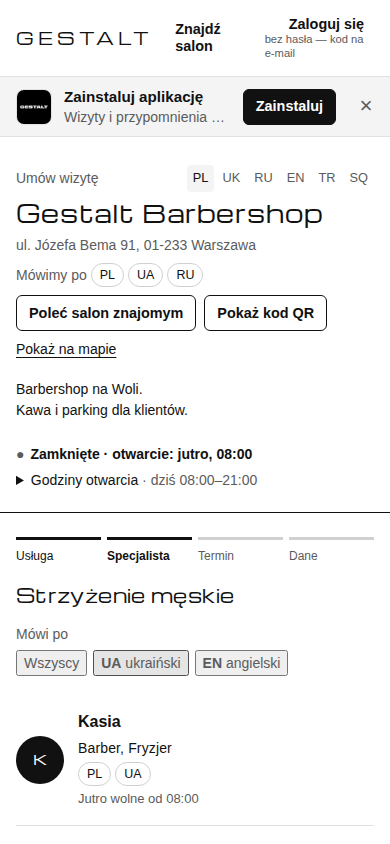 GESTALT
Znajdź
salon
Zaloguj się
bez hasła — kod na
e-mail
GESTALT
Zainstaluj aplikację
Wizyty i przypomnienia …
Zainstaluj
×
Umów wizytę
PL UK RU EN TR SQ
Gestalt Barbershop
ul. Józefa Bema 91, 01-233 Warszawa
Mówimy po PL UA RU
Poleć salon znajomym
Pokaż kod QR
Pokaż na mapie
Barbershop na Woli.
Kawa i parking dla klientów.
● Zamknięte · otwarcie: jutro, 08:00
▶ Godziny otwarcia · dziś 08:00–21:00
Usługa Specjalista Termin Dane
Strzyżenie męskie
Mówi po
Wszyscy UA ukraiński EN angielski
K
Kasia
Barber, Fryzjer
PL UA
Jutro wolne od 08:00